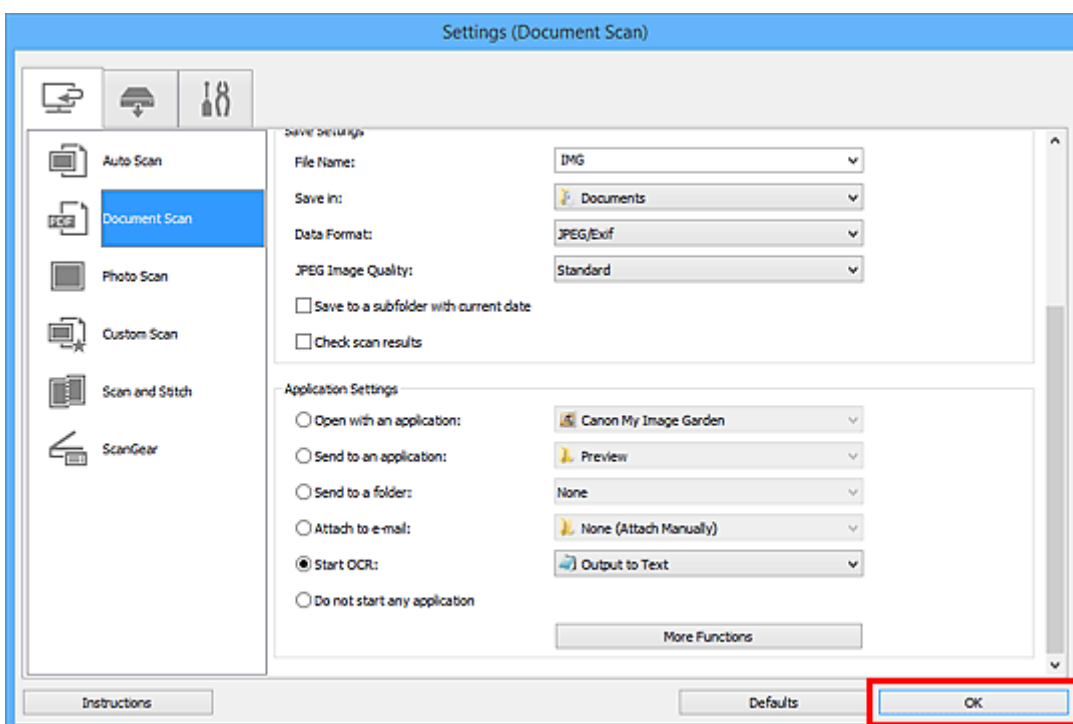 Settings (Document Scan)
Save Settings
Auto Scan
File Name: IMG
Save in: Documents
Document Scan
Data Format: JPEG/Exif
Photo Scan
JPEG Image Quality: Standard
Save to a subfolder with current date
Custom Scan
Check scan results
Scan and Stitch
Application Settings
Open with an application: Canon My Image Garden
ScanGear
Send to an application: Preview
Send to a folder: None
Attach to e-mail: None (Attach Manually)
Start OCR: Output to Text
Do not start any application
More Functions
Instructions
Defaults
OK